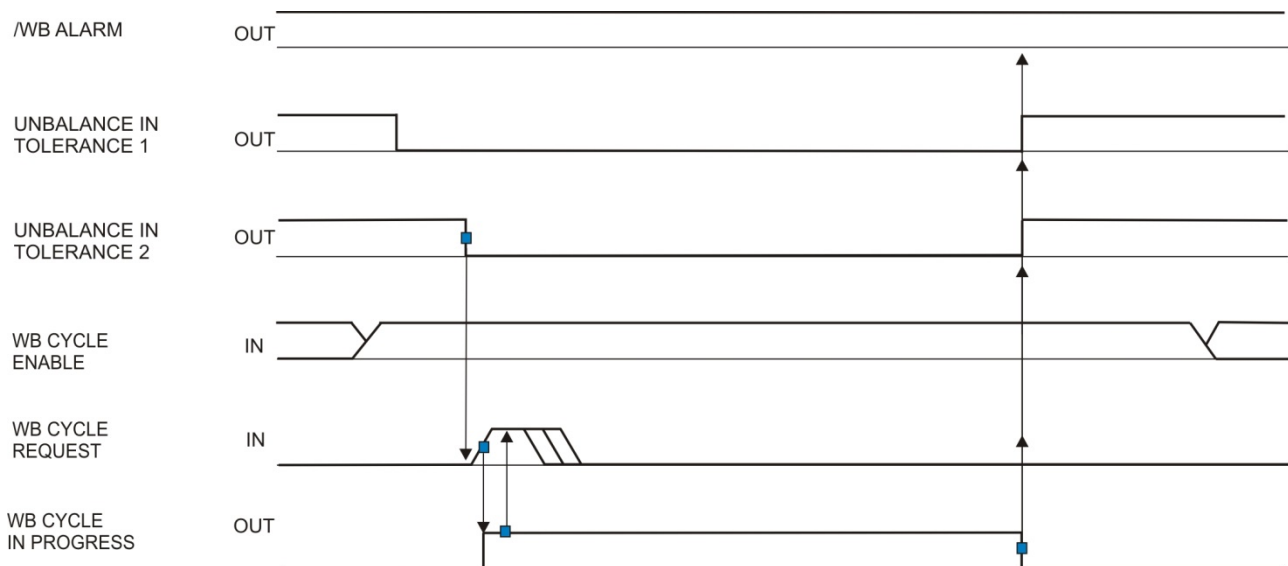 /WB ALARM OUT
UNBALANCE IN
TOLERANCE 1
OUT
UNBALANCE IN
TOLERANCE 2
OUT
WB CYCLE
ENABLE
IN
WB CYCLE
REQUEST
IN
WB CYCLE
IN PROGRESS
OUT